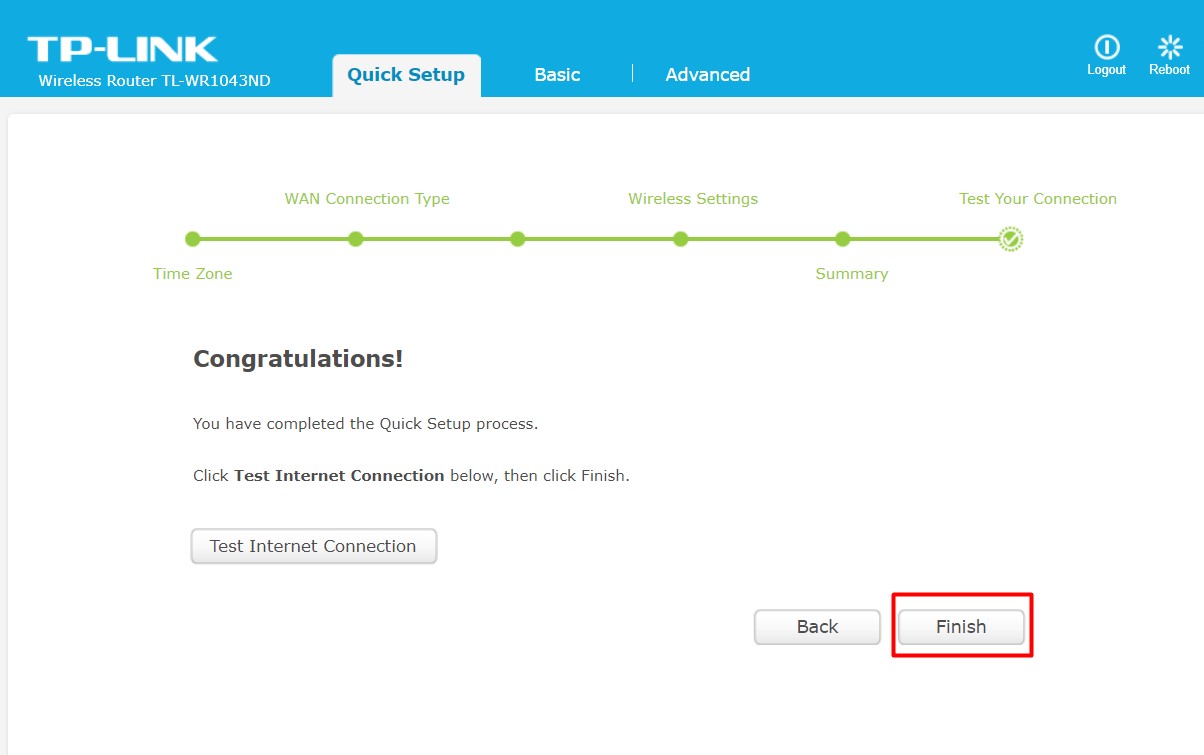 TP-LINK
Wireless Router TL-WR1043ND
Quick Setup
Basic
Advanced
Logout
Reboot
WAN Connection Type
Wireless Settings
Test Your Connection
Time Zone
Summary
Congratulations!
You have completed the Quick Setup process.
Click Test Internet Connection below, then click Finish.
Test Internet Connection
Back
Finish